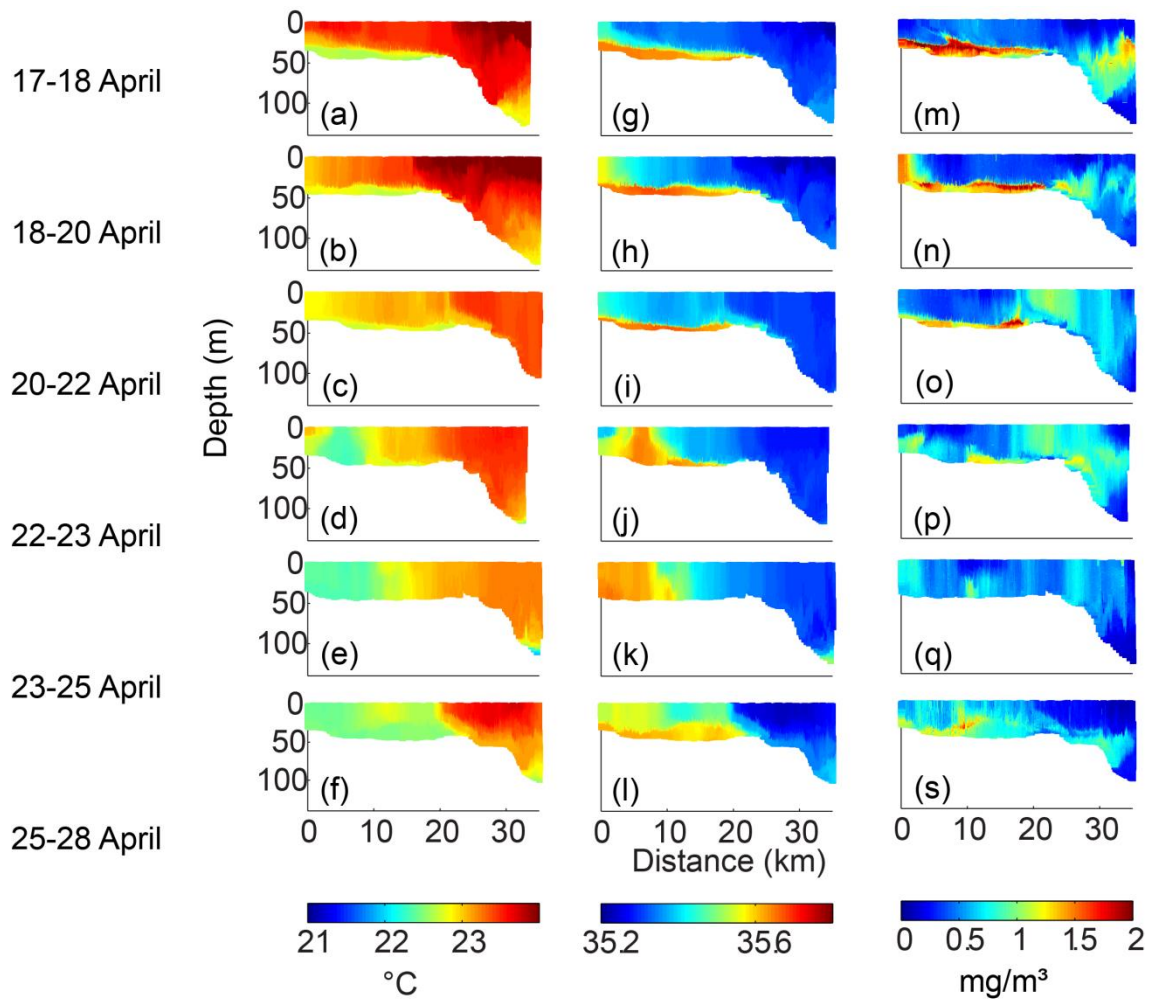 17-18 April
18-20 April
20-22 April
22-23 April
23-25 April
25-28 April
Depth (m)
0
50
100
(a)
(g)
(m)
0
50
100
(b)
(h)
(n)
0
50
100
(c)
(i)
(o)
0
50
100
(d)
(j)
(p)
0
50
100
(e)
(k)
(q)
0
50
100
(f)
(l)
(s)
0 10 20 30
0 10 20 30
0 10 20 30
Distance (km)
21 22 23
35.2 35.6
0 0.5 1 1.5 2
°C
mg/m³